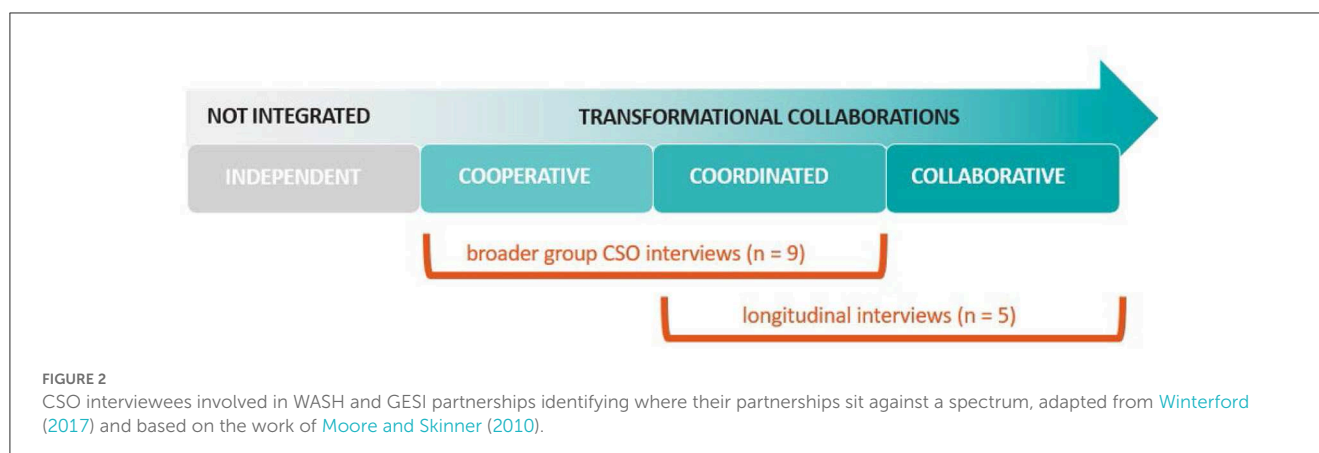 NOT INTEGRATED TRANSFORMATIONAL COLLABORATIONS
INDEPENDENT COOPERATIVE COORDINATED COLLABORATIVE
broader group CSO interviews (n = 9)
longitudinal interviews (n = 5)
FIGURE 2
CSO interviewees involved in WASH and GESI partnerships identifying where their partnerships sit against a spectrum, adapted from Winterford
(2017) and based on the work of Moore and Skinner (2010).